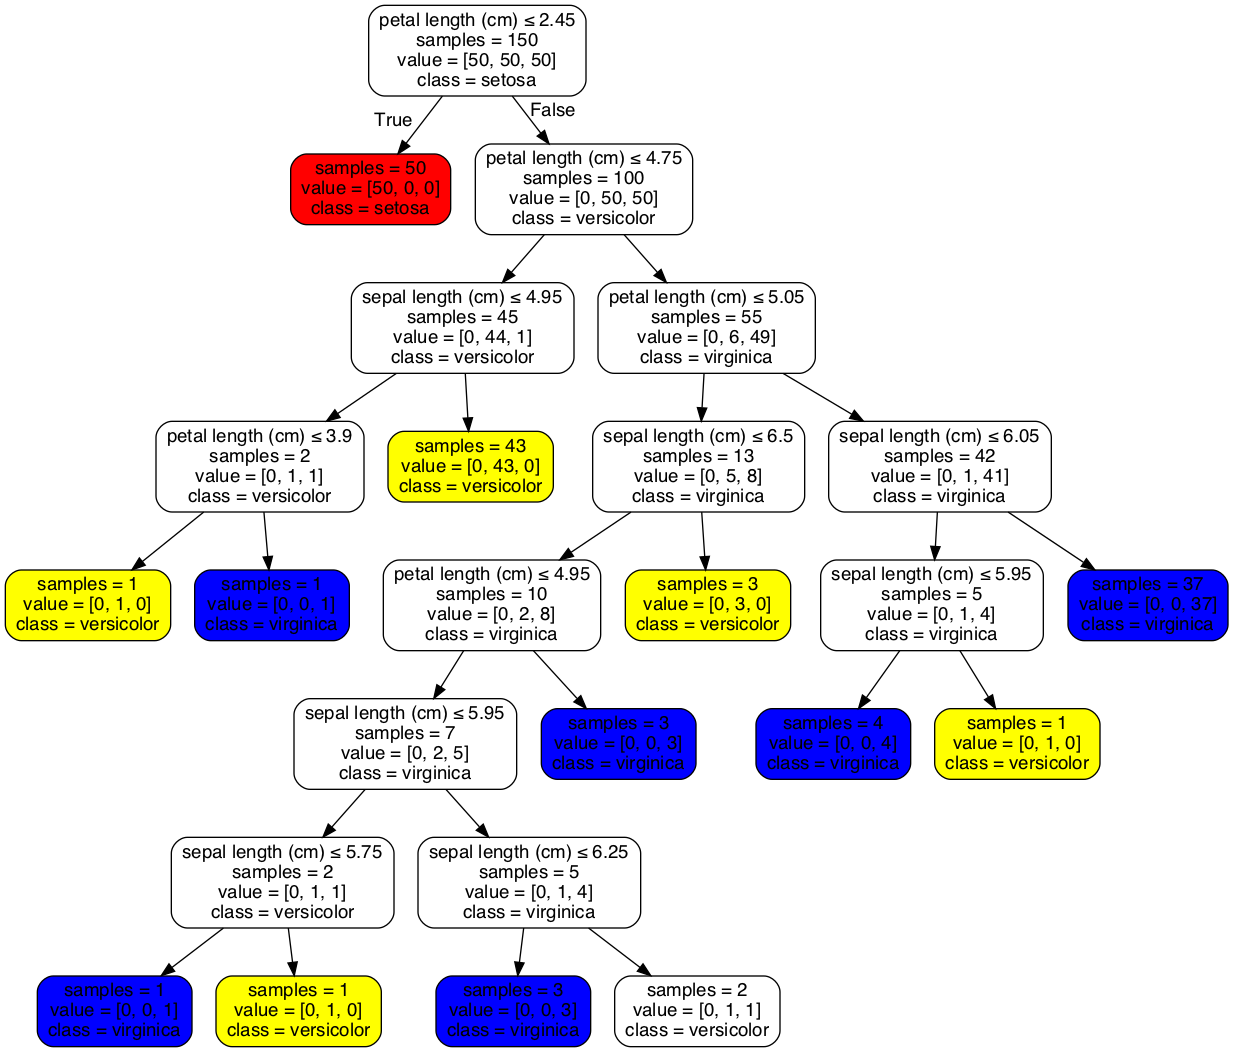 petal length (cm) ≤ 2.45
samples = 150
value = [50, 50, 50]
class = setosa
True
False
samples = 50
value = [50, 0, 0]
class = setosa
petal length (cm) ≤ 4.75
samples = 100
value = [0, 50, 50]
class = versicolor
sepal length (cm) ≤ 4.95
samples = 45
value = [0, 44, 1]
class = versicolor
petal length (cm) ≤ 5.05
samples = 55
value = [0, 6, 49]
class = virginica
petal length (cm) ≤ 3.9
samples = 2
value = [0, 1, 1]
class = versicolor
samples = 43
value = [0, 43, 0]
class = versicolor
sepal length (cm) ≤ 6.5
samples = 13
value = [0, 5, 8]
class = virginica
sepal length (cm) ≤ 6.05
samples = 42
value = [0, 1, 41]
class = virginica
samples = 1
value = [0, 1, 0]
class = versicolor
samples = 1
value = [0, 0, 1]
class = virginica
petal length (cm) ≤ 4.95
samples = 10
value = [0, 2, 8]
class = virginica
samples = 3
value = [0, 3, 0]
class = versicolor
sepal length (cm) ≤ 5.95
samples = 5
value = [0, 1, 4]
class = virginica
samples = 37
value = [0, 0, 37]
class = virginica
sepal length (cm) ≤ 5.95
samples = 7
value = [0, 2, 5]
class = virginica
samples = 3
value = [0, 0, 3]
class = virginica
samples = 4
value = [0, 0, 4]
class = virginica
samples = 1
value = [0, 1, 0]
class = versicolor
sepal length (cm) ≤ 5.75
samples = 2
value = [0, 1, 1]
class = versicolor
sepal length (cm) ≤ 6.25
samples = 5
value = [0, 1, 4]
class = virginica
samples = 1
value = [0, 0, 1]
class = virginica
samples = 1
value = [0, 1, 0]
class = versicolor
samples = 3
value = [0, 0, 3]
class = virginica
samples = 2
value = [0, 1, 1]
class = versicolor